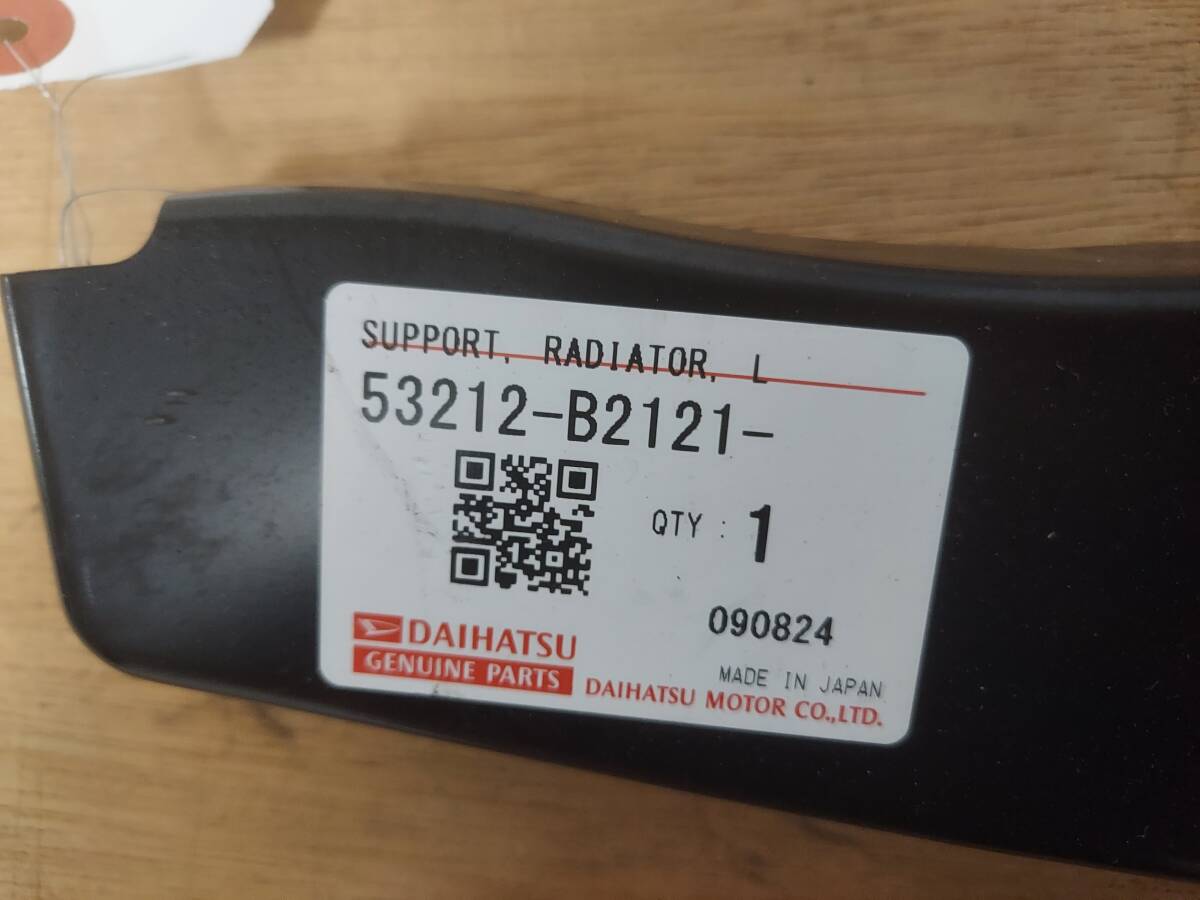 SUPPORT, RADIATOR, L
53212-B2121-
QTY : 1
090824
DAIHATSU
GENUINE PARTS
MADE IN JAPAN
DAIHATSU MOTOR CO.,LTD.